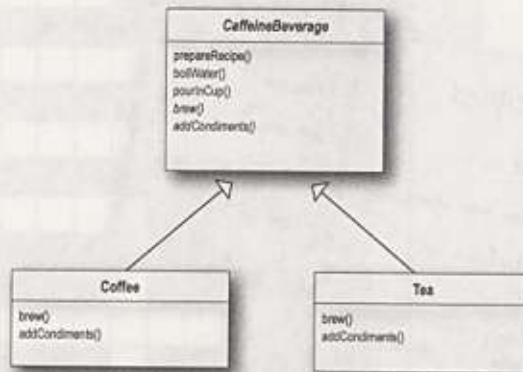 CaffeineBeverage
prepareRecipe()
boilWater()
pourInCup()
brew()
addCondiments()
Coffee
brew()
addCondiments()
Tea
brew()
addCondiments()